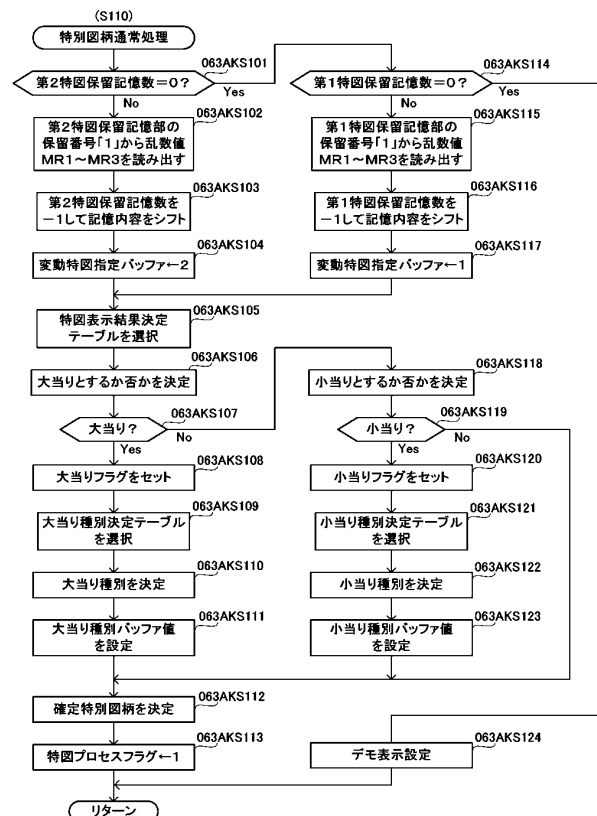 (S110)
特別図柄通常処理
第2特図保留記憶数=0?
063AKS101
Yes
No
第2特図保留記憶部の
保留番号「1」から乱数値
MR1～MR3を読み出す
063AKS102
第2特図保留記憶数を
-1して記憶内容をシフト
063AKS103
変動特図指定バッファ←2
063AKS104
第1特図保留記憶数=0?
063AKS114
Yes
No
第1特図保留記憶部の
保留番号「1」から乱数値
MR1～MR3を読み出す
063AKS115
第1特図保留記憶数を
-1して記憶内容をシフト
063AKS116
変動特図指定バッファ←1
063AKS117
特図表示結果決定
テーブルを選択
063AKS105
大当りとするか否かを決定
063AKS106
大当り?
063AKS107
No
Yes
大当りフラグをセット
063AKS108
大当り種別決定テーブル
を選択
063AKS109
大当り種別を決定
063AKS110
大当り種別バッファ値
を設定
063AKS111
小当りとするか否かを決定
063AKS118
小当り?
063AKS119
No
Yes
小当りフラグをセット
063AKS120
小当り種別決定テーブル
を選択
063AKS121
小当り種別を決定
063AKS122
小当り種別バッファ値
を設定
063AKS123
確定特別図柄を決定
063AKS112
特図プロセスフラグ←1
063AKS113
デモ表示設定
063AKS124
リターン